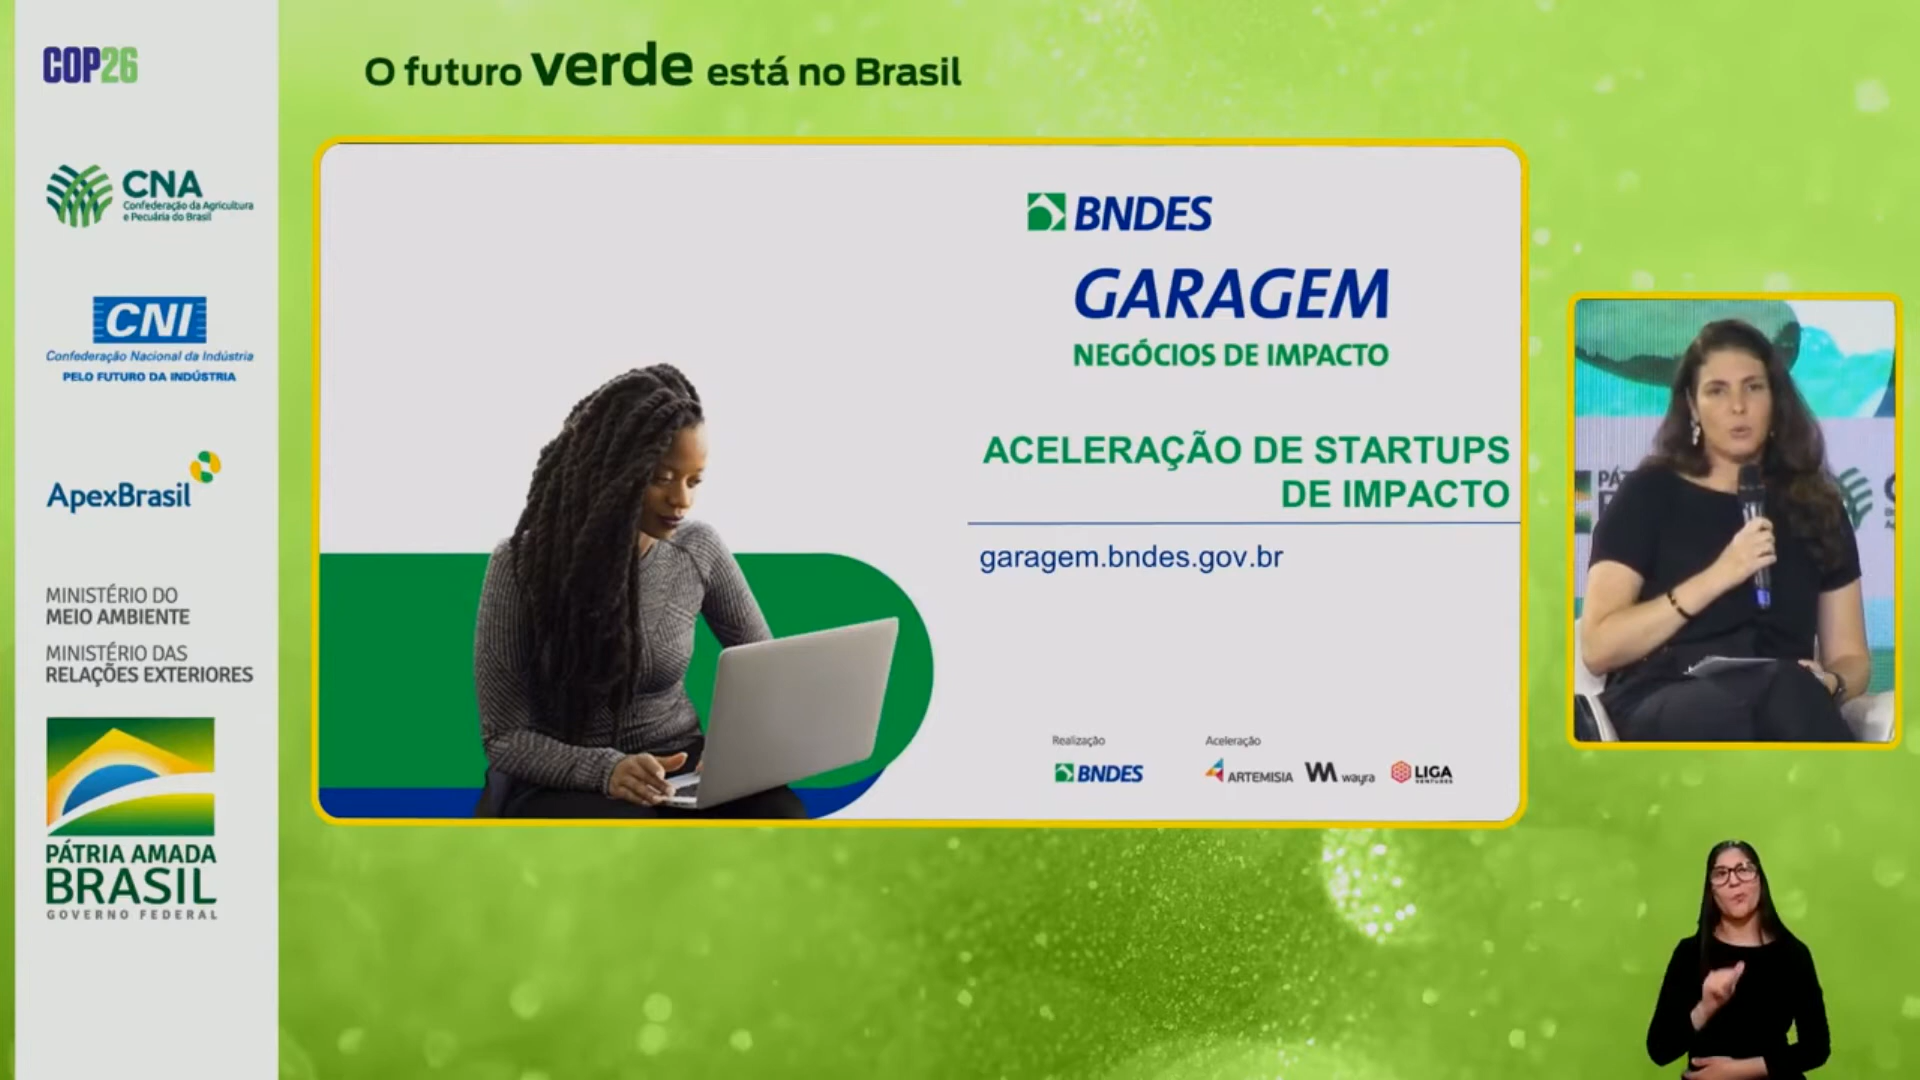 COP26
CNA
Confederação da Agricultura
e Pecuária do Brasil
CNI
Confederação Nacional da Indústria
PELO FUTURO DA INDÚSTRIA
ApexBrasil
MINISTÉRIO DO
MEIO AMBIENTE
MINISTÉRIO DAS
RELAÇÕES EXTERIORES
PÁTRIA AMADA
BRASIL
GOVERNO FEDERAL
O futuro verde está no Brasil
BNDES
GARAGEM
NEGÓCIOS DE IMPACTO
ACELERAÇÃO DE STARTUPS
DE IMPACTO
garagem.bndes.gov.br
Realização
BNDES
Aceleração
ARTEMISIA
wayra
LIGA
VENTURES